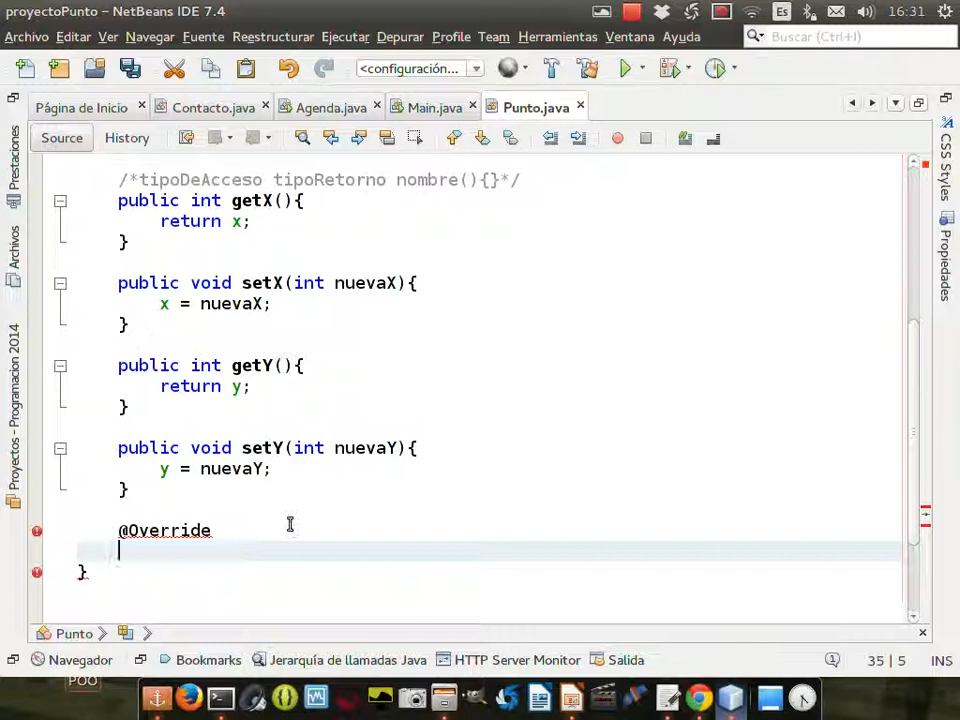 proyectoPunto – NetBeans IDE 7.4
Es
16:31
Archivo Editar Ver Navegar Fuente Reestructurar Ejecutar Depurar Profile Team Herramientas Ventana Ayuda
Buscar (Ctrl+I)
<configuración...
Página de Inicio
Contacto.java
Agenda.java
Main.java
Punto.java
Source
History
/*tipoDeAcceso tipoRetorno nombre(){}*/
public int getX(){
return x;
}
public void setX(int nuevaX){
x = nuevaX;
}
public int getY(){
return y;
}
public void setY(int nuevaY){
y = nuevaY;
}
@Override
}
Prestaciones
Archivos
Proyectos - Programacion 2014
CSS Styles
Propiedades
Punto
Navegador
Bookmarks
Jerarquía de llamadas Java
HTTP Server Monitor
Salida
1
35 | 5
INS
POO